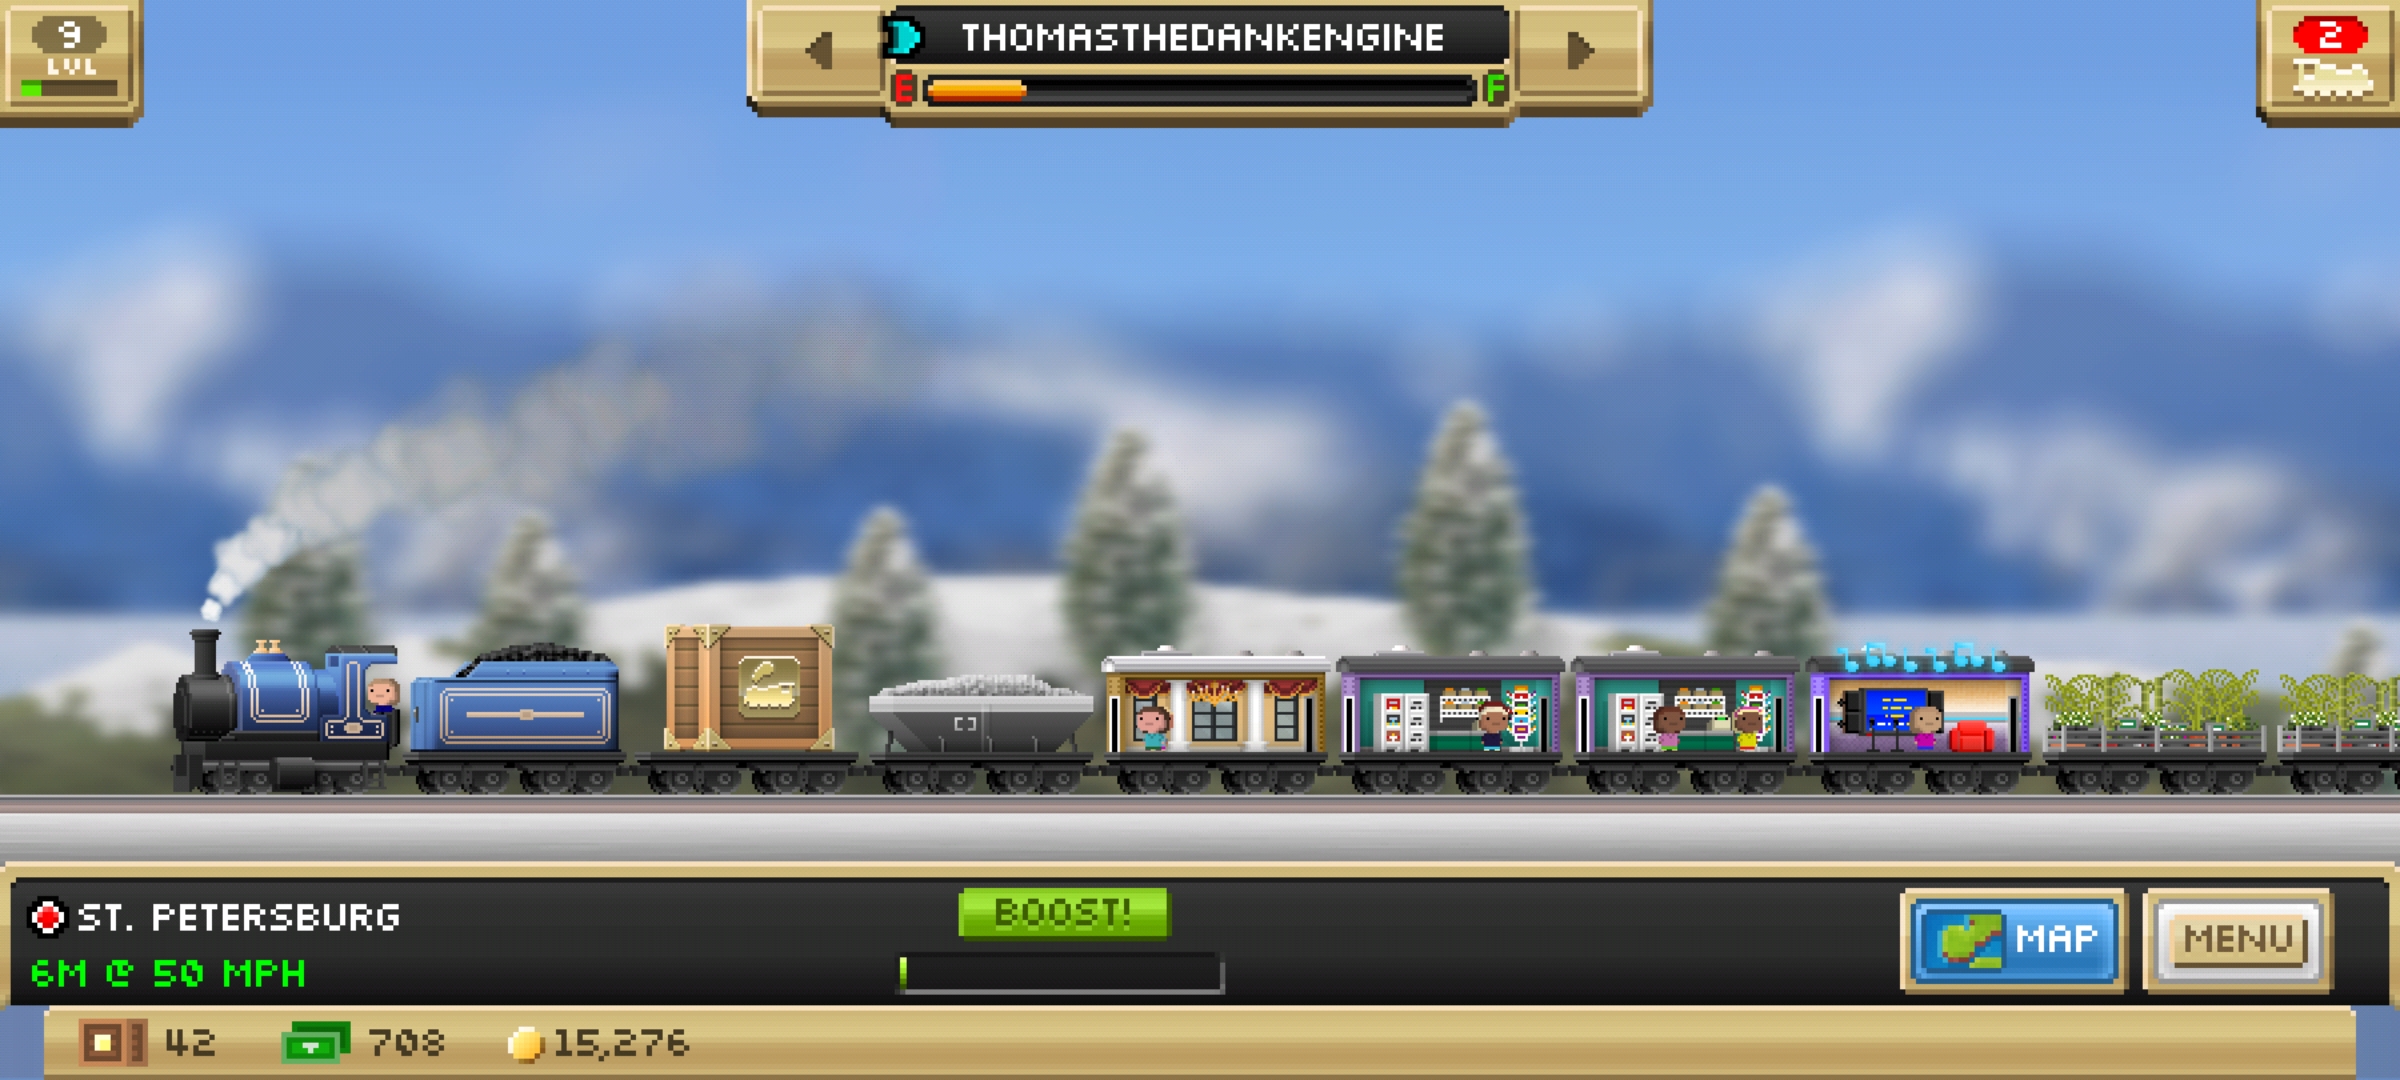 9
LVL
THOMASTHEDANKENGINE
E F
2
ST. PETERSBURG
6M @ 50 MPH
BOOST!
MAP
MENU
42 708 15,276